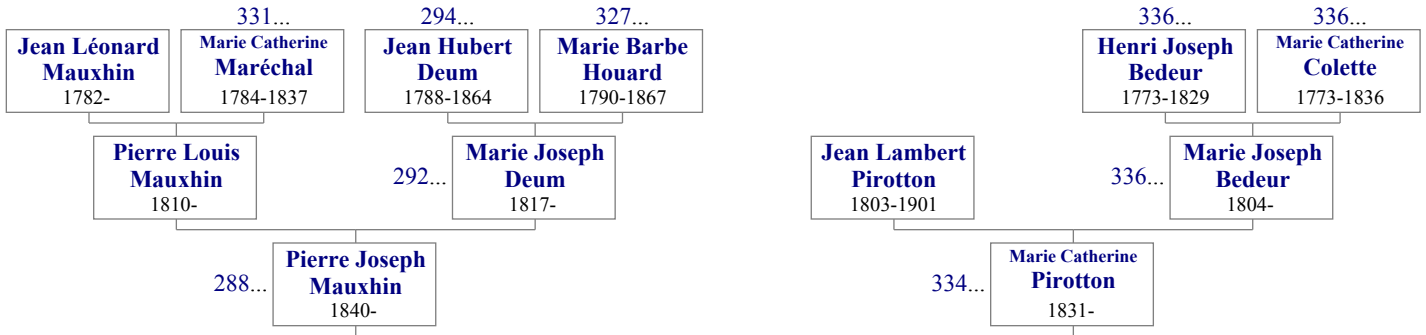 331...
294...
327...
336...
336...
Jean Léonard
Mauxhin
1782-
Marie Catherine
Maréchal
1784-1837
Jean Hubert
Deum
1788-1864
Marie Barbe
Houard
1790-1867
Henri Joseph
Bedeur
1773-1829
Marie Catherine
Colette
1773-1836
Pierre Louis
Mauxhin
1810-
292...
Marie Joseph
Deum
1817-
Jean Lambert
Pirotton
1803-1901
336...
Marie Joseph
Bedeur
1804-
288...
Pierre Joseph
Mauxhin
1840-
334...
Marie Catherine
Pirotton
1831-